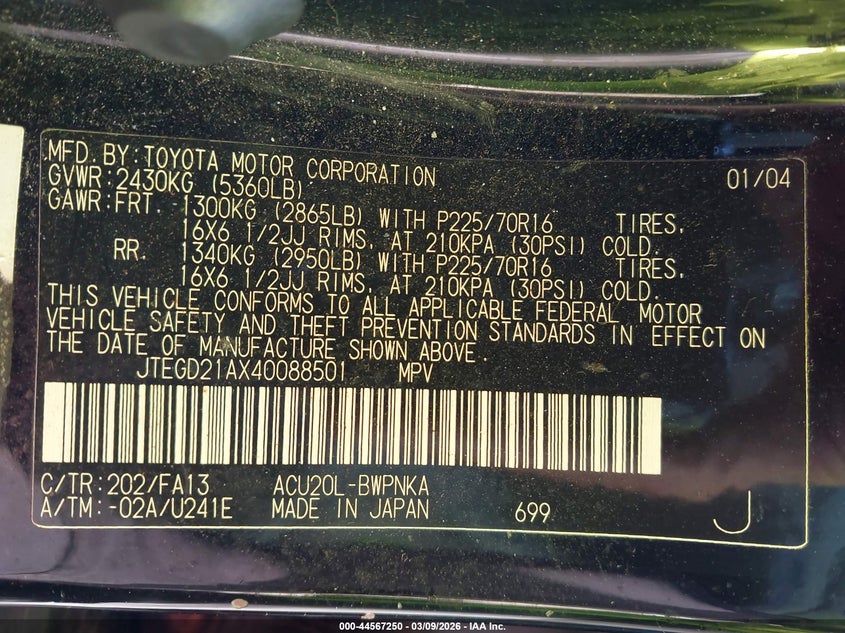 MFD. BY: TOYOTA MOTOR CORPORATION 01/04
GVWR: 2430KG (5360LB)
GAWR: FRT. 1300KG (2865LB) WITH P225/70R16 TIRES,
16X6 1/2JJ RIMS, AT 210KPA (30PSI) COLD.
RR. 1340KG (2950LB) WITH P225/70R16 TIRES,
16X6 1/2JJ RIMS, AT 210KPA (30PSI) COLD.
THIS VEHICLE CONFORMS TO ALL APPLICABLE FEDERAL MOTOR
VEHICLE SAFETY AND THEFT PREVENTION STANDARDS IN EFFECT ON
THE DATE OF MANUFACTURE SHOWN ABOVE.
JTEGD21AX40088501 MPV
C/TR: 202/FA13 ACU20L-BWPNKA
A/TM: -02A/U241E MADE IN JAPAN 699 J
000-44567250 - 03/09/2026 - IAA Inc.